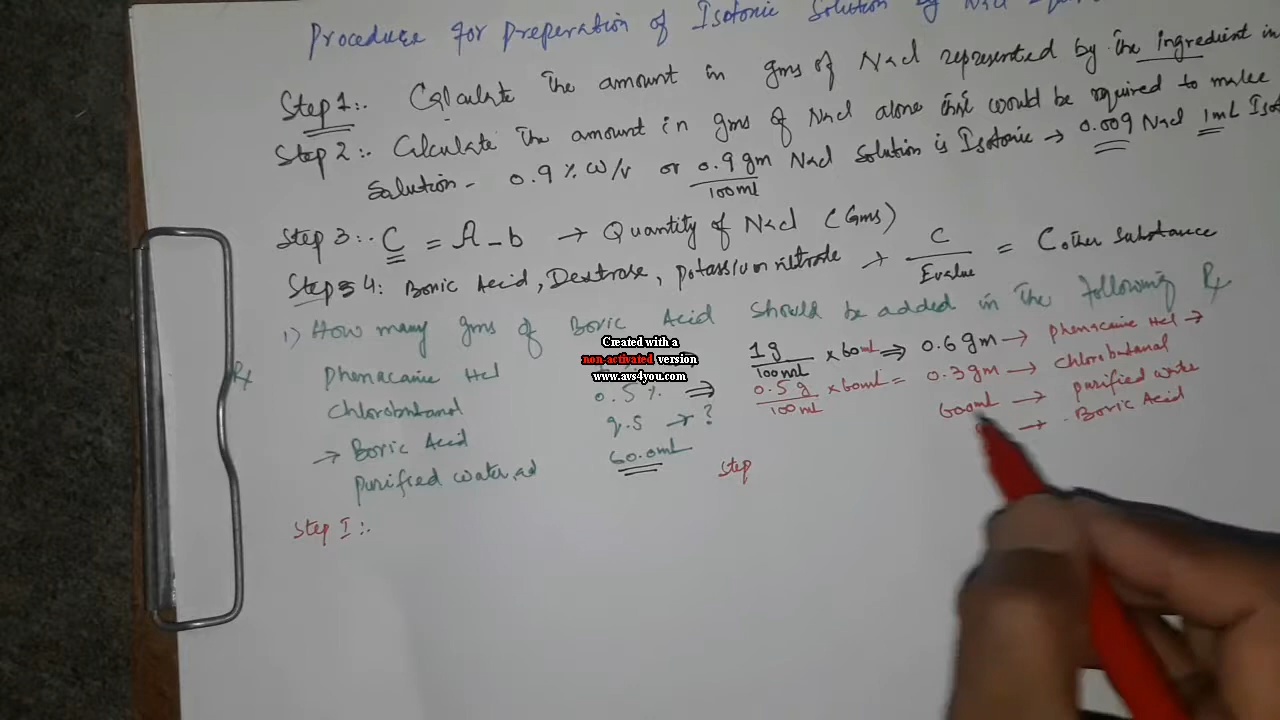 Procedure for preparation of Isotonic Solution by Nacl
Step 1:. Calculate the amount in gms of Nacl represented by the ingredient in
Step 2:. Calculate the amount in gms of Nacl alone that would be required to make
Solution - 0.9% w/v or 0.9 gm/100ml Nacl Solution is Isotonic → 0.009 Nacl 1mL
Step 3:. C = A - b → Quantity of Nacl (Gms)
Step 4: Boric Acid, Dextrose, potassium nitrate → C/Evalue = C.other Substance
1) How many gms of Boric Acid should be added in the following Rx
Created with a
non-activated version
www.avs4you.com
Rx Phenacaine Hcl 1g/100ml x 60ml ⇒ 0.6 gm → phenacaine Hcl →
Chlorobutanol 0.5% ⇒ 0.5g/100ml x 60ml = 0.3gm → chlorobutanol
→ Boric Acid q.s → ? 60ml → purified water
purified water, ad 60.0mL → Boric Acid
Step
Step I :.